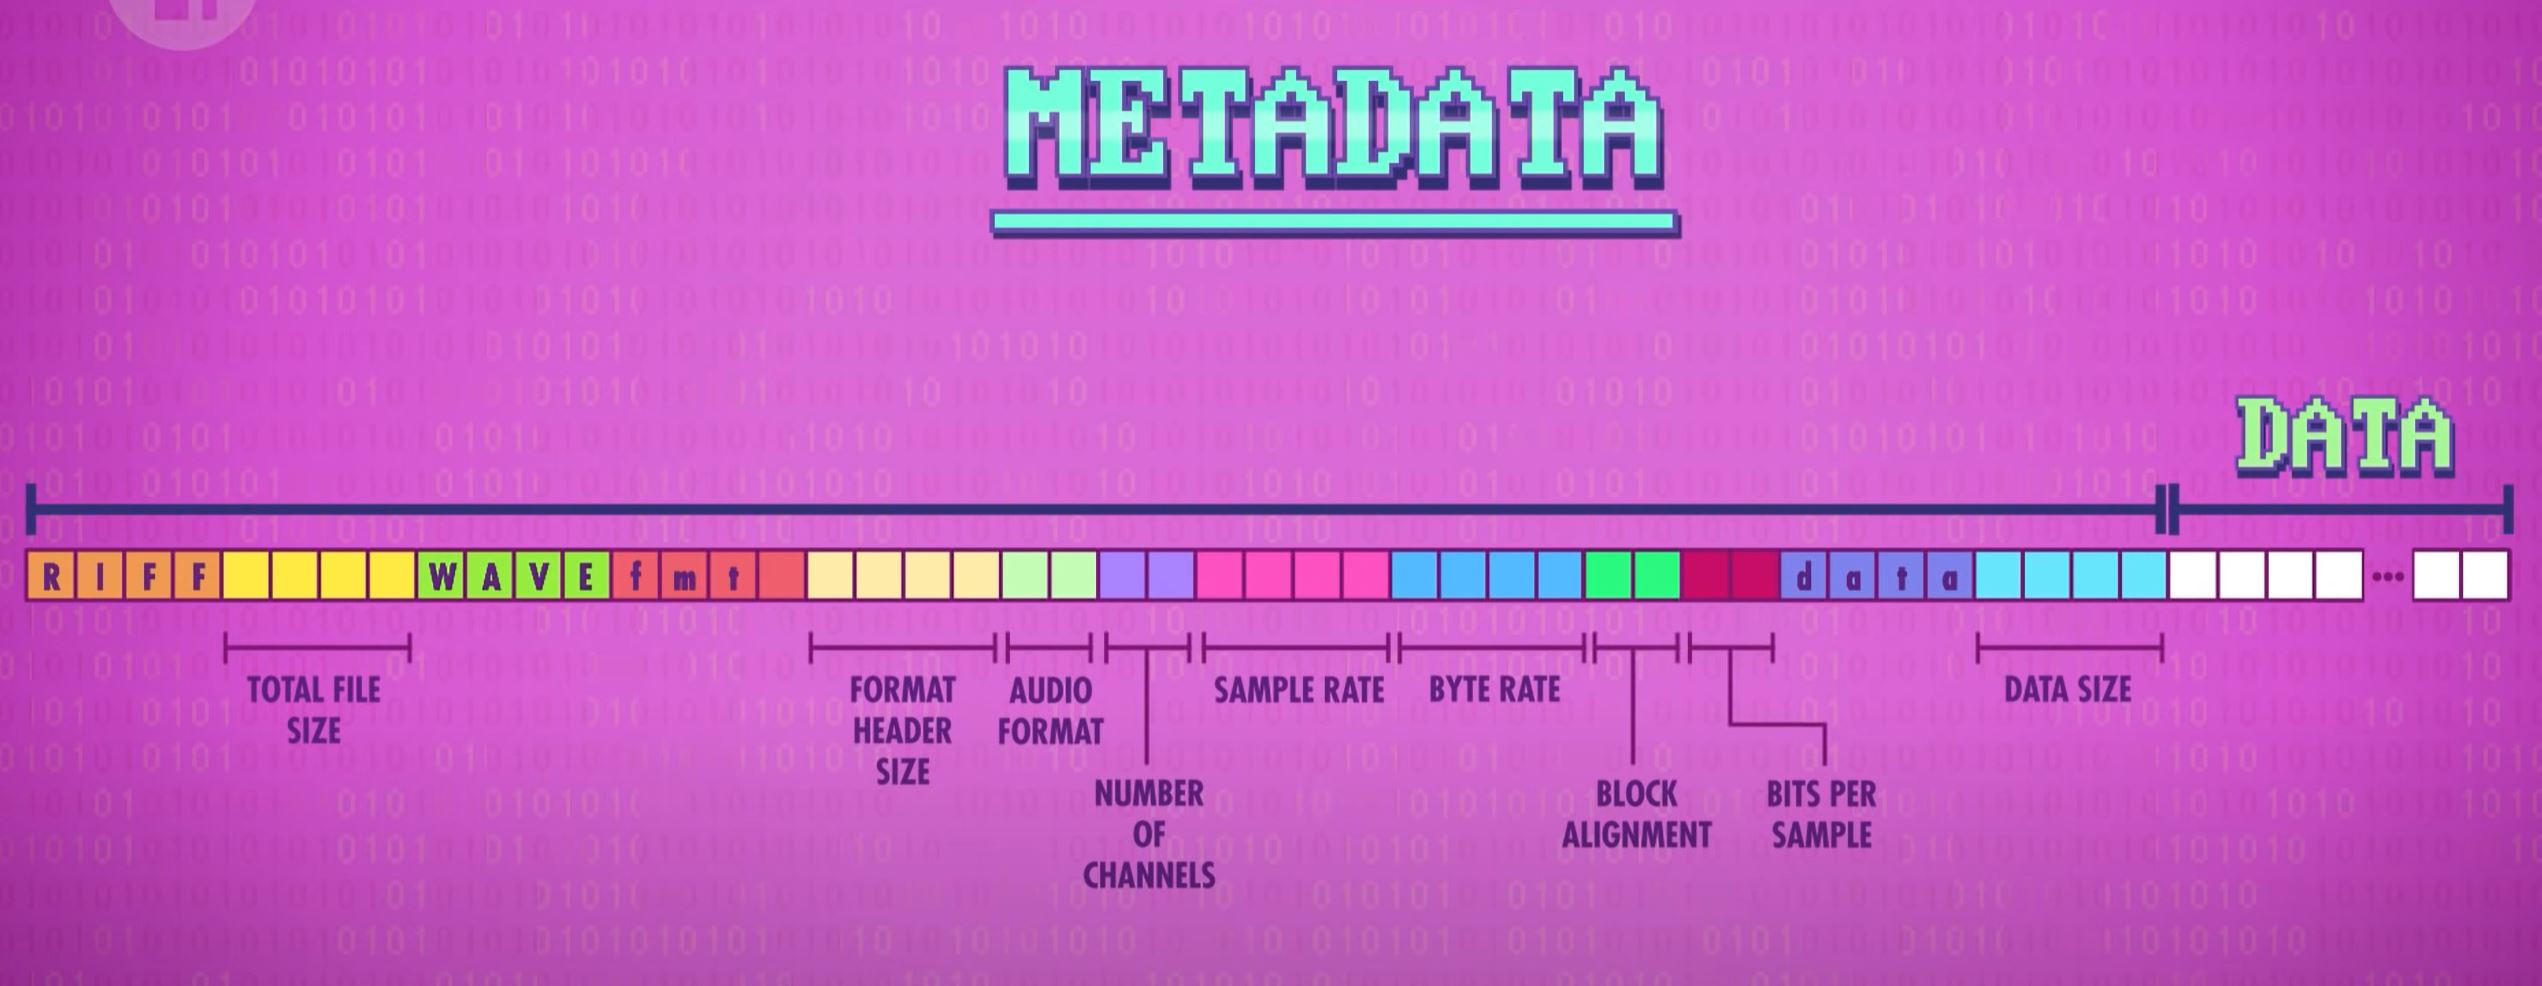 METADATA
DATA
R I F F W A V E f m t d a t a
TOTAL FILE
SIZE
FORMAT
HEADER
SIZE
AUDIO
FORMAT
NUMBER
OF
CHANNELS
SAMPLE RATE
BYTE RATE
BLOCK
ALIGNMENT
BITS PER
SAMPLE
DATA SIZE